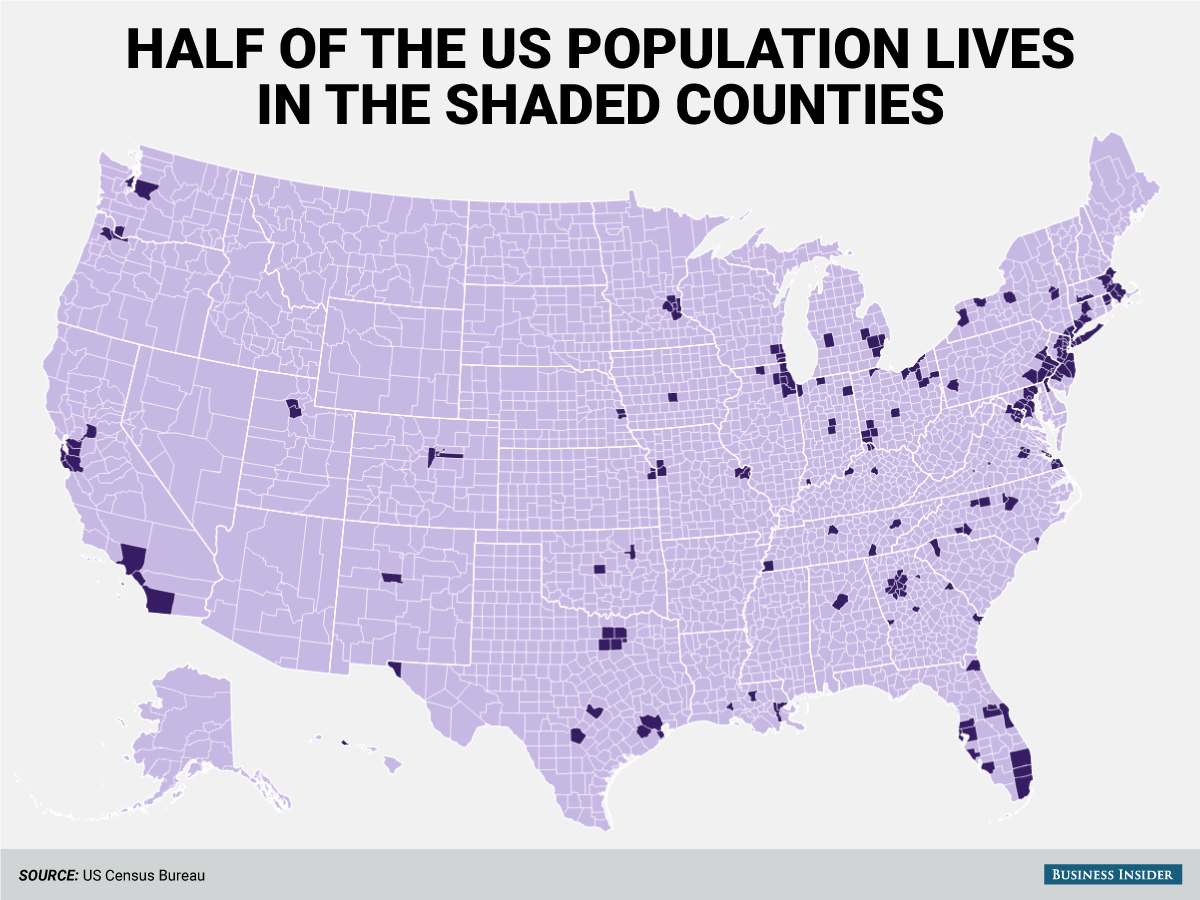 HALF OF THE US POPULATION LIVES
IN THE SHADED COUNTIES
SOURCE: US Census Bureau
BUSINESS INSIDER